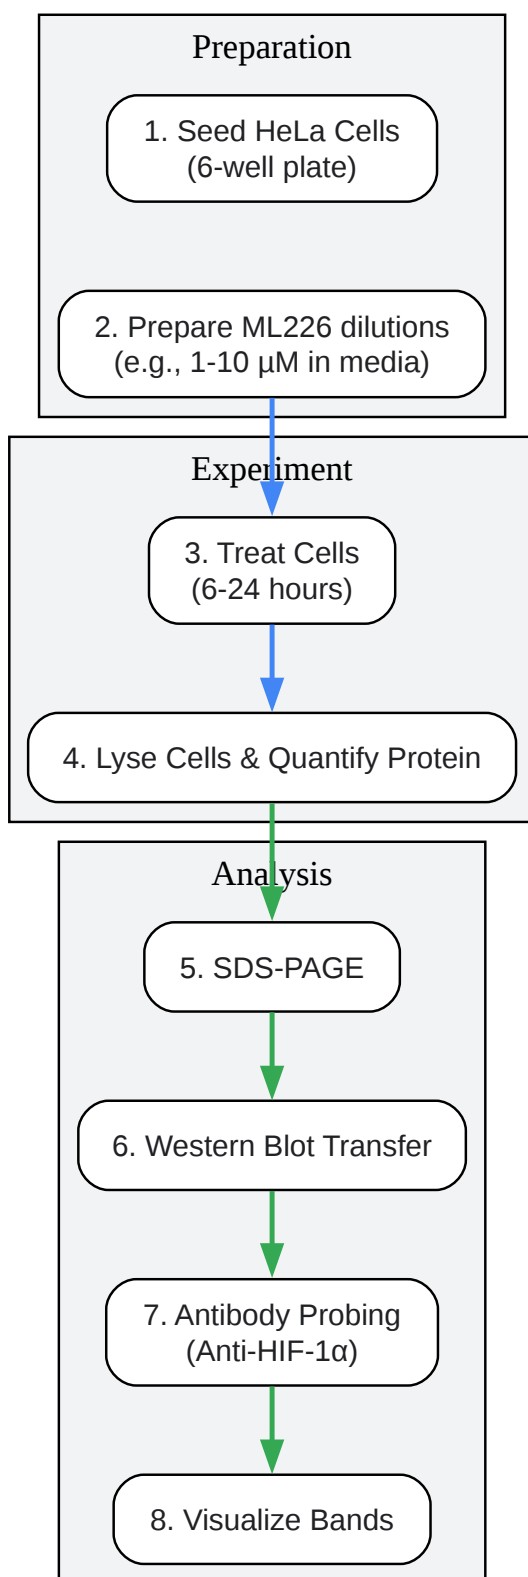 Preparation
1. Seed HeLa Cells
(6-well plate)
2. Prepare ML226 dilutions
(e.g., 1-10 µM in media)
Experiment
3. Treat Cells
(6-24 hours)
4. Lyse Cells & Quantify Protein
Analysis
5. SDS-PAGE
6. Western Blot Transfer
7. Antibody Probing
(Anti-HIF-1α)
8. Visualize Bands